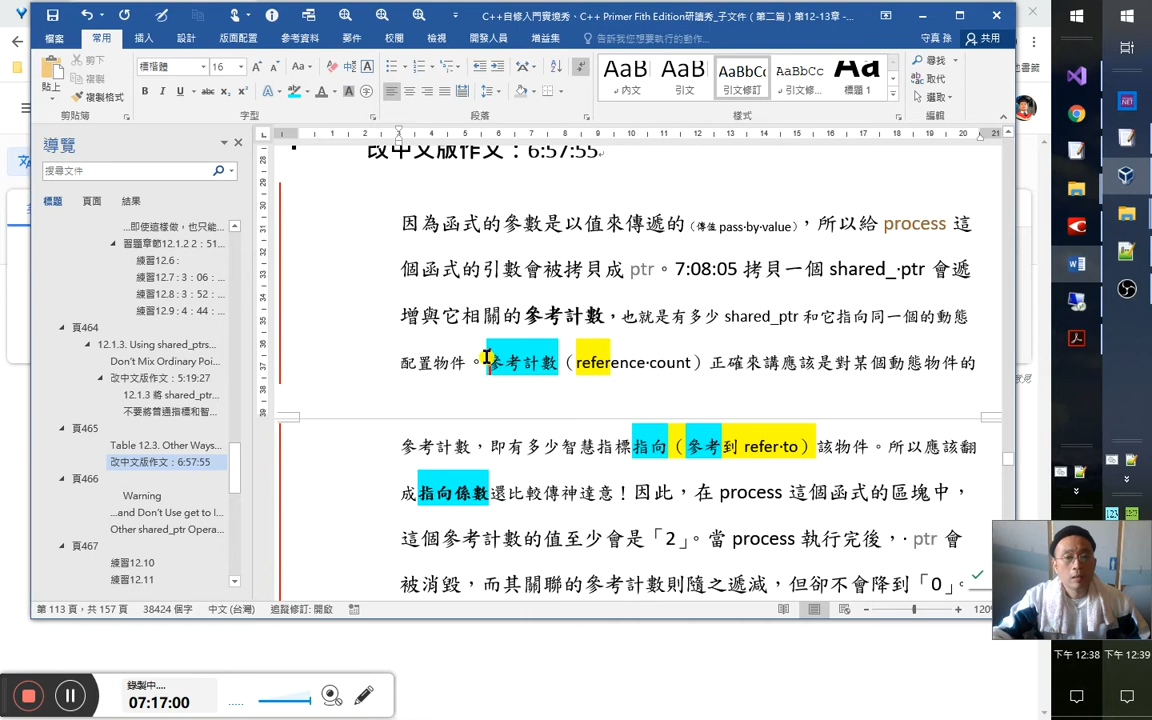 C++自修入門實境秀、C++ Primer Fith Edition研讀秀_子文件（第二篇）第12-13章 -...
檔案 常用 插入 設計 版面配置 參考資料 郵件 校閱 檢視 開發人員 增益集 告訴我您想要執行的動作... 守真 孫 共用
貼上 剪下 複製 複製格式
標楷體 16
AaBb AaBb AaBbCc AaBbCc AaBb
內文 引文 引文修訂 引文修... 標題 1
尋找 取代 選取
剪貼簿 字型 段落 樣式 編輯
導覽
搜尋文件
標題 頁面 結果
...即使這樣做，也只能...
習題章節12.1.2 2：51...
練習12.6 :
練習12.7：3：06：...
練習12.8：3：52：...
練習12.9：4：44：...
頁464
12.1.3. Using shared_ptrs...
Don't Mix Ordinary Poi...
改中文版作文：5:19:27
12.1.3 將 shared_ptr...
不要將普通指標和智...
頁465
Table 12.3. Other Ways...
改中文版作文：6:57:55
頁466
Warning
...and Don't Use get to I...
Other shared_ptr Opera...
頁467
練習12.10
練習12.11
改中文版作文：6:57:55
因為函式的參數是以值來傳遞的（傳值 pass·by·value），所以給 process 這
個函式的引數會被拷貝成 ptr。7:08:05 拷貝一個 shared_·ptr 會遞
增與它相關的參考計數，也就是有多少 shared_ptr 和它指向同一個的動態
配置物件。參考計數（reference·count）正確來講應該是對某個動態物件的
參考計數，即有多少智慧指標指向（參考到 refer·to）該物件。所以應該翻
成指向係數還比較傳神達意！因此，在 process 這個函式的區塊中，
這個參考計數的值至少會是「2」。當 process 執行完後，· ptr 會
被消毀，而其關聯的參考計數則隨之遞減，但卻不會降到「0」。
第 113 頁，共 157 頁 38424 個字 中文 (台灣) 追蹤修訂: 開啟 120%
錄製中....
07:17:00
下午 12:38 下午 12:39